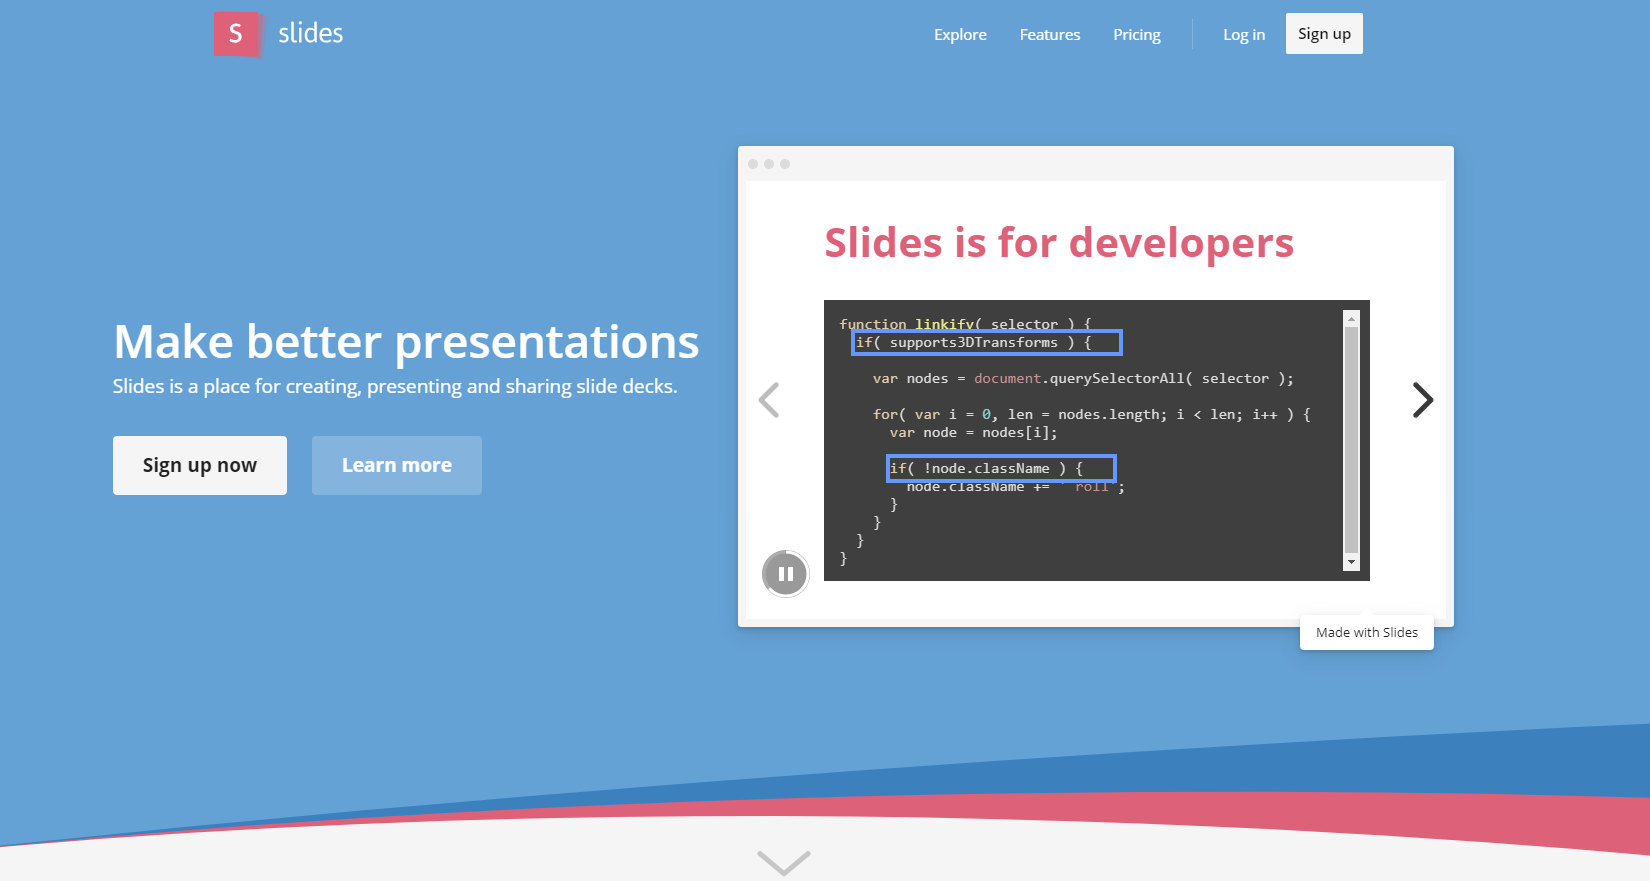 S slides
Explore Features Pricing Log in Sign up
Slides is for developers
function linkify( selector ) {
if( supports3DTransforms ) {
var nodes = document.querySelectorAll( selector );
for( var i = 0, len = nodes.length; i < len; i++ ) {
var node = nodes[i];
if( !node.className ) {
node.className += ' roll';
}
}
}
}
Made with Slides
Make better presentations
Slides is a place for creating, presenting and sharing slide decks.
Sign up now Learn more